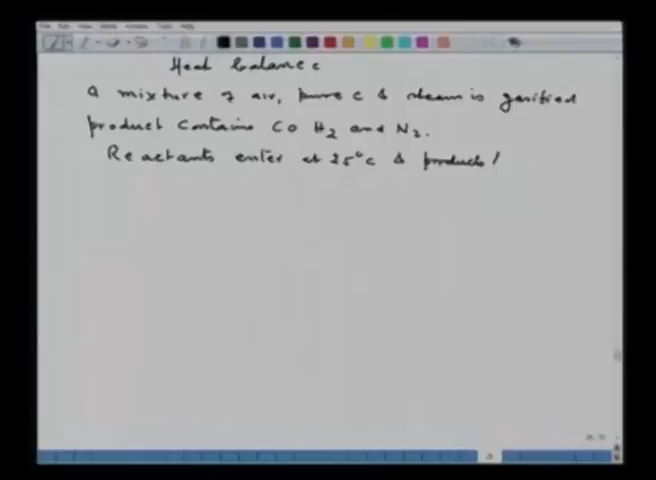 Heat balance
A mixture of air, pure C & steam is gasified
product contains CO H2 and N2.
Reactants enter at 25°C & products